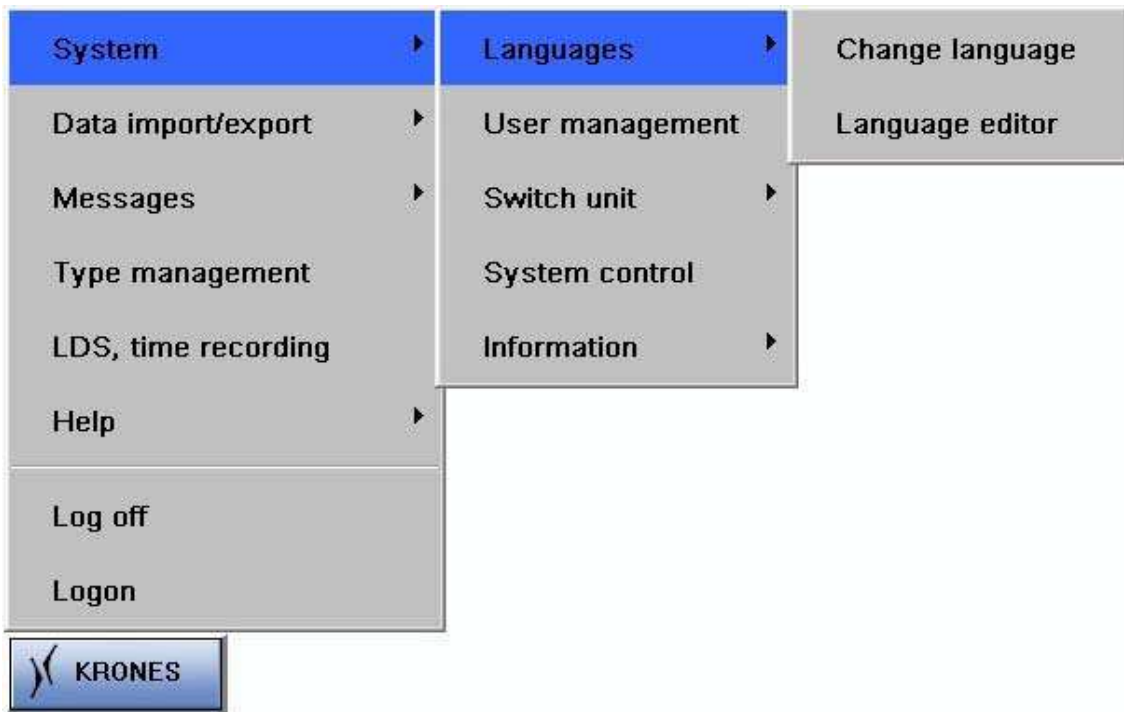 System
Data import/export
Messages
Type management
LDS, time recording
Help
Log off
Logon
KRONES
Languages
User management
Switch unit
System control
Information
Change language
Language editor